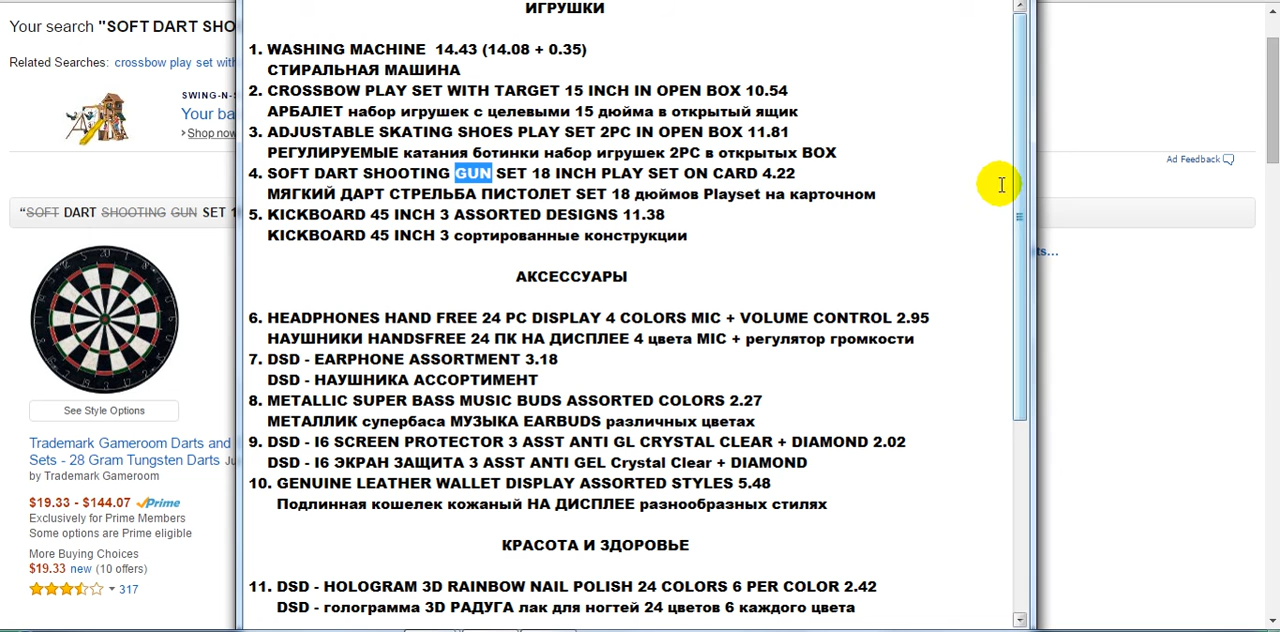 Your search "SOFT DART SHO
Related Searches: crossbow play set with
SWING-N-S
Your ba
Shop now
Ad Feedback
"SOFT DART SHOOTING GUN SET 1
ts...
See Style Options
Trademark Gameroom Darts and
Sets - 28 Gram Tungsten Darts Ju
by Trademark Gameroom
$19.33 - $144.07 Prime
Exclusively for Prime Members
Some options are Prime eligible
More Buying Choices
$19.33 new (10 offers)
317
ИГРУШКИ
1. WASHING MACHINE 14.43 (14.08 + 0.35)
СТИРАЛЬНАЯ МАШИНА
2. CROSSBOW PLAY SET WITH TARGET 15 INCH IN OPEN BOX 10.54
АРБАЛЕТ набор игрушек с целевыми 15 дюйма в открытый ящик
3. ADJUSTABLE SKATING SHOES PLAY SET 2PC IN OPEN BOX 11.81
РЕГУЛИРУЕМЫЕ катания ботинки набор игрушек 2PC в открытых BOX
4. SOFT DART SHOOTING GUN SET 18 INCH PLAY SET ON CARD 4.22
МЯГКИЙ ДАРТ СТРЕЛЬБА ПИСТОЛЕТ SET 18 дюймов Playset на карточном
5. KICKBOARD 45 INCH 3 ASSORTED DESIGNS 11.38
KICKBOARD 45 INCH 3 сортированные конструкции
АКСЕССУАРЫ
6. HEADPHONES HAND FREE 24 PC DISPLAY 4 COLORS MIC + VOLUME CONTROL 2.95
НАУШНИКИ HANDSFREE 24 ПК НА ДИСПЛЕЕ 4 цвета MIC + регулятор громкости
7. DSD - EARPHONE ASSORTMENT 3.18
DSD - НАУШНИКА АССОРТИМЕНТ
8. METALLIC SUPER BASS MUSIC BUDS ASSORTED COLORS 2.27
МЕТАЛЛИК супербаса МУЗЫКА EARBUDS различных цветах
9. DSD - I6 SCREEN PROTECTOR 3 ASST ANTI GL CRYSTAL CLEAR + DIAMOND 2.02
DSD - I6 ЭКРАН ЗАЩИТА 3 ASST ANTI GEL Crystal Clear + DIAMOND
10. GENUINE LEATHER WALLET DISPLAY ASSORTED STYLES 5.48
Подлинная кошелек кожаный НА ДИСПЛЕЕ разнообразных стилях
КРАСОТА И ЗДОРОВЬЕ
11. DSD - HOLOGRAM 3D RAINBOW NAIL POLISH 24 COLORS 6 PER COLOR 2.42
DSD - голограмма 3D РАДУГА лак для ногтей 24 цветов 6 каждого цвета